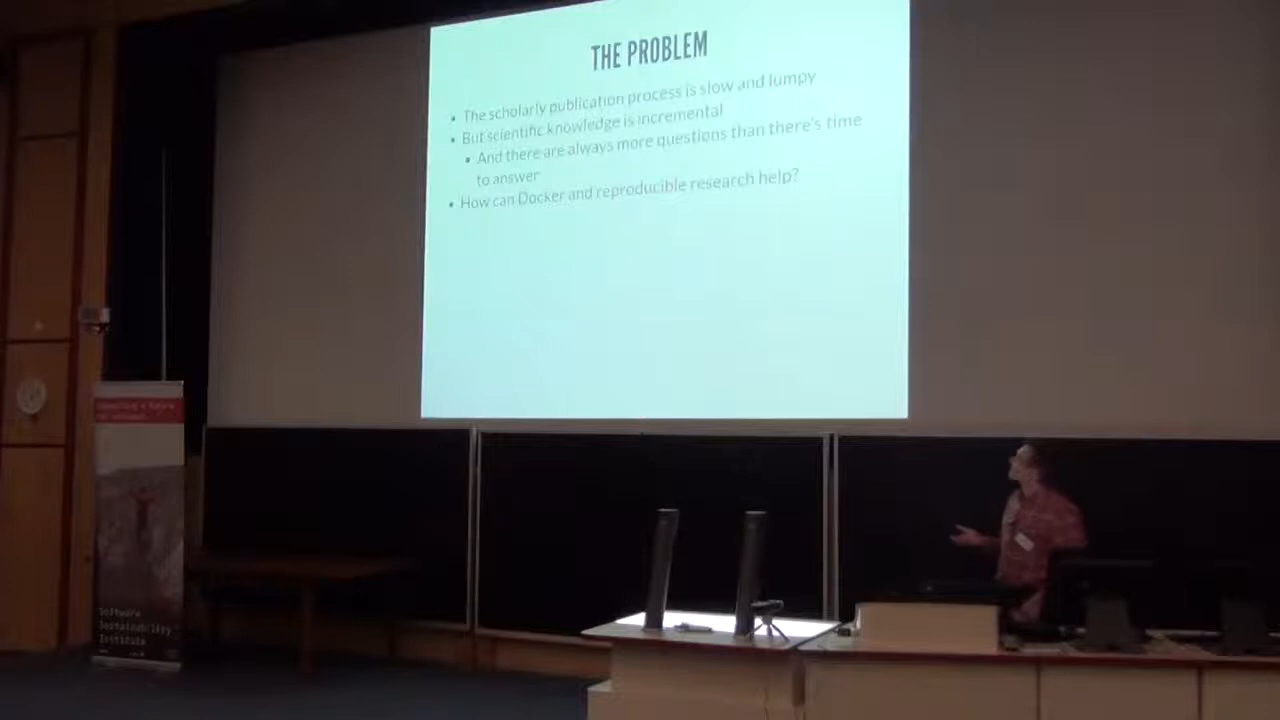 THE PROBLEM
The scholarly publication process is slow and lumpy
But scientific knowledge is incremental
And there are always more questions than there's time
to answer
How can Docker and reproducible research help?
Software
Sustainability
Institute